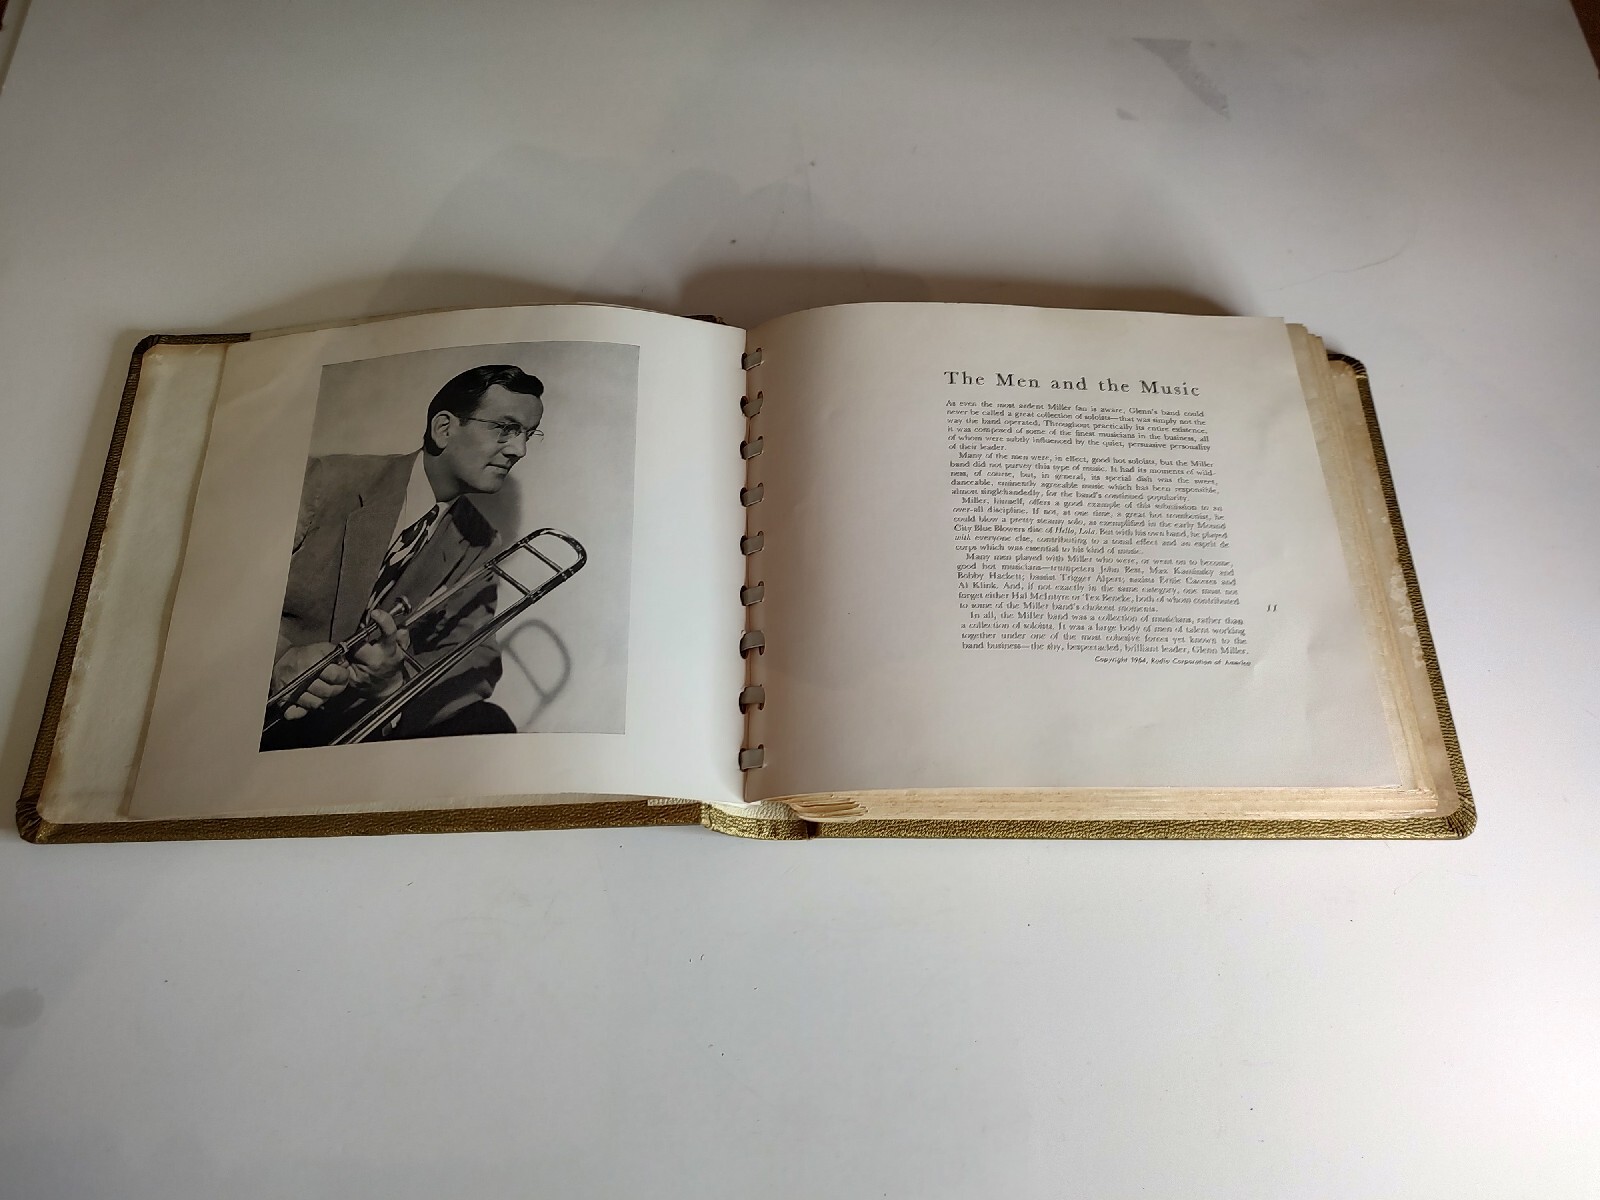 The Men and the Music
As even the most ardent Miller fan is aware, Glenn's band could
never be called a great collection of soloists—that was simply not the
way the band operated. Throughout practically its entire existence,
it was composed of some of the finest musicians in the business, all
of whom were subtly influenced by the quiet, persuasive personality
of their leader.
Many of the men were, in effect, good hot soloists, but the Miller
band did not purvey this type of music. It had its moments of wild-
ness, of course, but, in general, its special dish was the sweet,
danceable, eminently agreeable music which has been responsible,
almost singlehandedly, for the band's continued popularity.
Miller, himself, offers a good example of this submission to an
over-all discipline. If not, at one time, a great hot trombonist, he
could blow a pretty steamy solo, as exemplified in the early Mound
City Blue Blowers disc of Hello, Lola. But with his own band, he played
with everyone else, contributing to a tonal effect and an esprit de
corps which was essential to his kind of music.
Many men played with Miller who were, or went on to become,
good hot musicians—trumpeters John Best, Max Kaminsky and
Bobby Hackett; bassist Trigger Alpert; saxists Ernie Caceres and
Al Klink. And, if not exactly in the same category, one must not
forget either Hal McIntyre or Tex Beneke, both of whom contributed
to some of the Miller band's choicest moments.
In all, the Miller band was a collection of musicians, rather than
a collection of soloists. It was a large body of men of talent working
together under one of the most cohesive forces yet known to the
band business—the shy, bespectacled, brilliant leader, Glenn Miller.
Copyright 1954, Radio Corporation of America
11